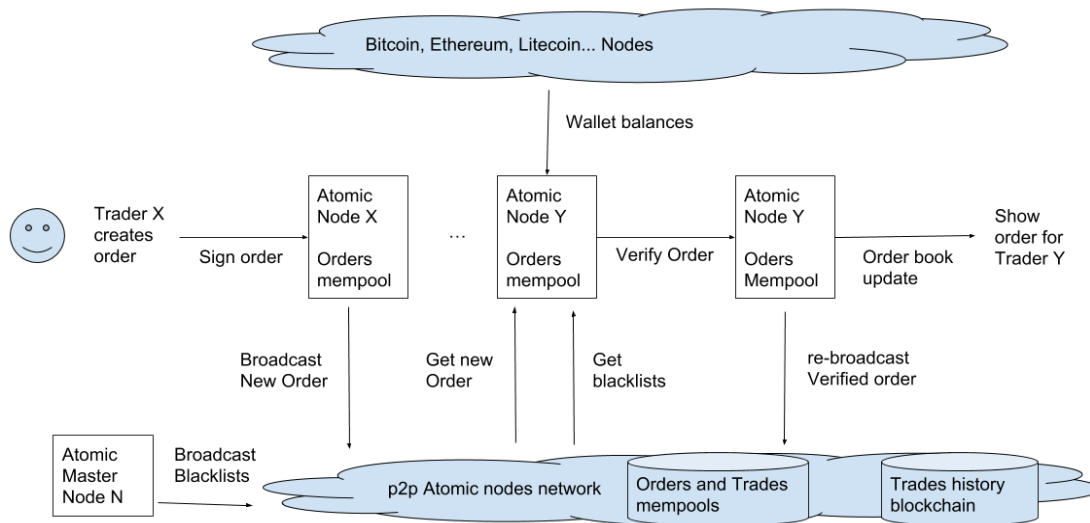 Bitcoin, Ethereum, Litecoin... Nodes
Wallet balances
Trader X
creates
order
Sign order
Atomic
Node X
Orders
mempool
...
Atomic
Node Y
Orders
mempool
Verify Order
Atomic
Node Y
Oders
Mempool
Order book
update
Show
order for
Trader Y
Broadcast
New Order
Get new
Order
Get
blacklists
re-broadcast
Verified order
Atomic
Master
Node N
Broadcast
Blacklists
p2p Atomic nodes network
Orders and Trades
mempools
Trades history
blockchain